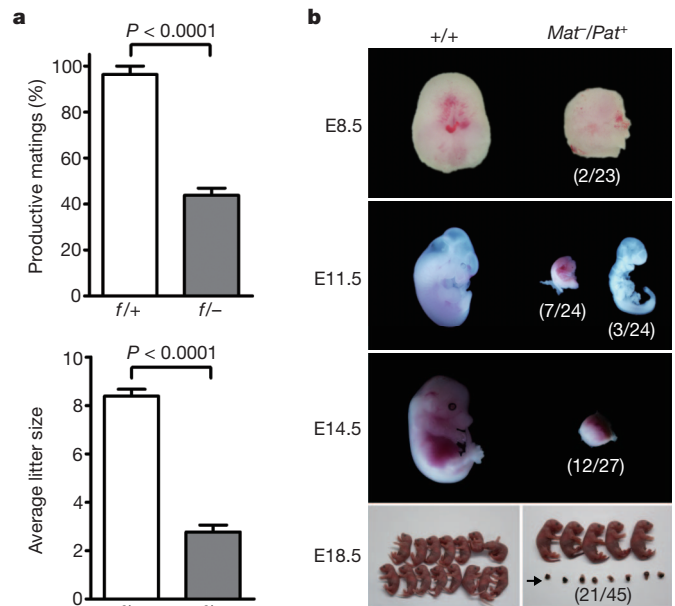 a
P < 0.0001
Productive matings (%)
100
80
60
40
20
0
f/+
f/−
P < 0.0001
Average litter size
10
8
6
4
2
0
b
+/+
Mat⁻/Pat⁺
E8.5
(2/23)
E11.5
(7/24)
(3/24)
E14.5
(12/27)
E18.5
(21/45)